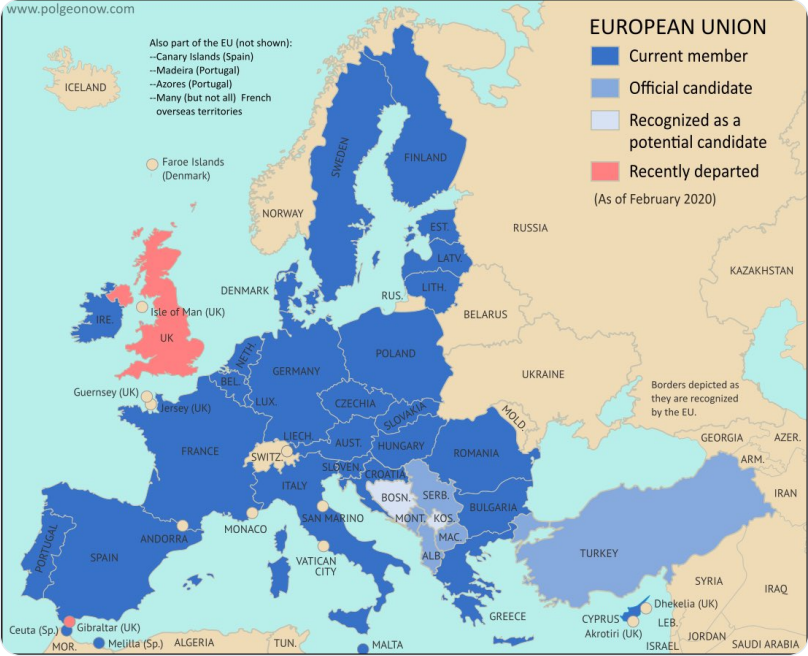 www.polgeonow.com
EUROPEAN UNION
Current member
Official candidate
Recognized as a
potential candidate
Recently departed
(As of February 2020)
Also part of the EU (not shown):
--Canary Islands (Spain)
--Madeira (Portugal)
--Azores (Portugal)
--Many (but not all) French
overseas territories
ICELAND
Faroe Islands
(Denmark)
SWEDEN
FINLAND
NORWAY
RUSSIA
EST.
LATV.
LITH.
KAZAKHSTAN
DENMARK
RUS.
BELARUS
IRE.
Isle of Man (UK)
UK
NETH.
POLAND
GERMANY
UKRAINE
BEL.
Guernsey (UK)
Jersey (UK)
LUX.
CZECHIA
SLOVAKIA
MOLD.
Borders depicted as
they are recognized
by the EU.
LIECH.
AUST.
HUNGARY
FRANCE
SWITZ.
ROMANIA
GEORGIA
AZER.
ARM.
SLOVEN.
CROATIA
ITALY
BOSN.
SERB.
IRAN
SAN MARINO
MONT.
KOS.
BULGARIA
MONACO
ANDORRA
MAC.
PORTUGAL
SPAIN
VATICAN
CITY
ALB.
TURKEY
SYRIA
IRAQ
Dhekelia (UK)
GREECE
CYPRUS
LEB.
Akrotiri (UK)
Ceuta (Sp.)
Gibraltar (UK)
Melilla (Sp.)
MOR.
ALGERIA
TUN.
MALTA
ISRAEL
JORDAN
SAUDI ARABIA